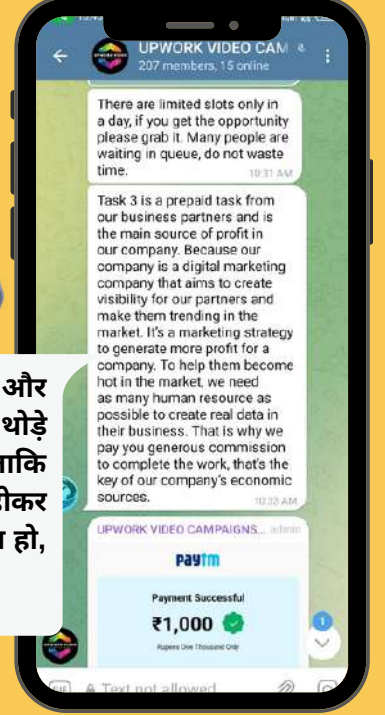 UPWORK VIDEO CAM
207 members, 15 online
There are limited slots only in
a day, if you get the opportunity
please grab it. Many people are
waiting in queue, do not waste
time.
10:31 AM
Task 3 is a prepaid task from
our business partners and is
the main source of profit in
our company. Because our
company is a digital marketing
company that aims to create
visibility for our partners and
make them trending in the
market. It's a marketing strategy
to generate more profit for a
company. To help them become
hot in the market, we need
as many human resource as
possible to create real data in
their business. That is why we
pay you generous commission
to complete the work, that's the
key of our company's economic
sources.
10:33 AM
और
थोड़े
हो,
UPWORK VIDEO CAMPAIGNS... admin
paytm
Payment Successful
₹1,000
Rupees One Thousand Only
1
GIF
Text not allowed